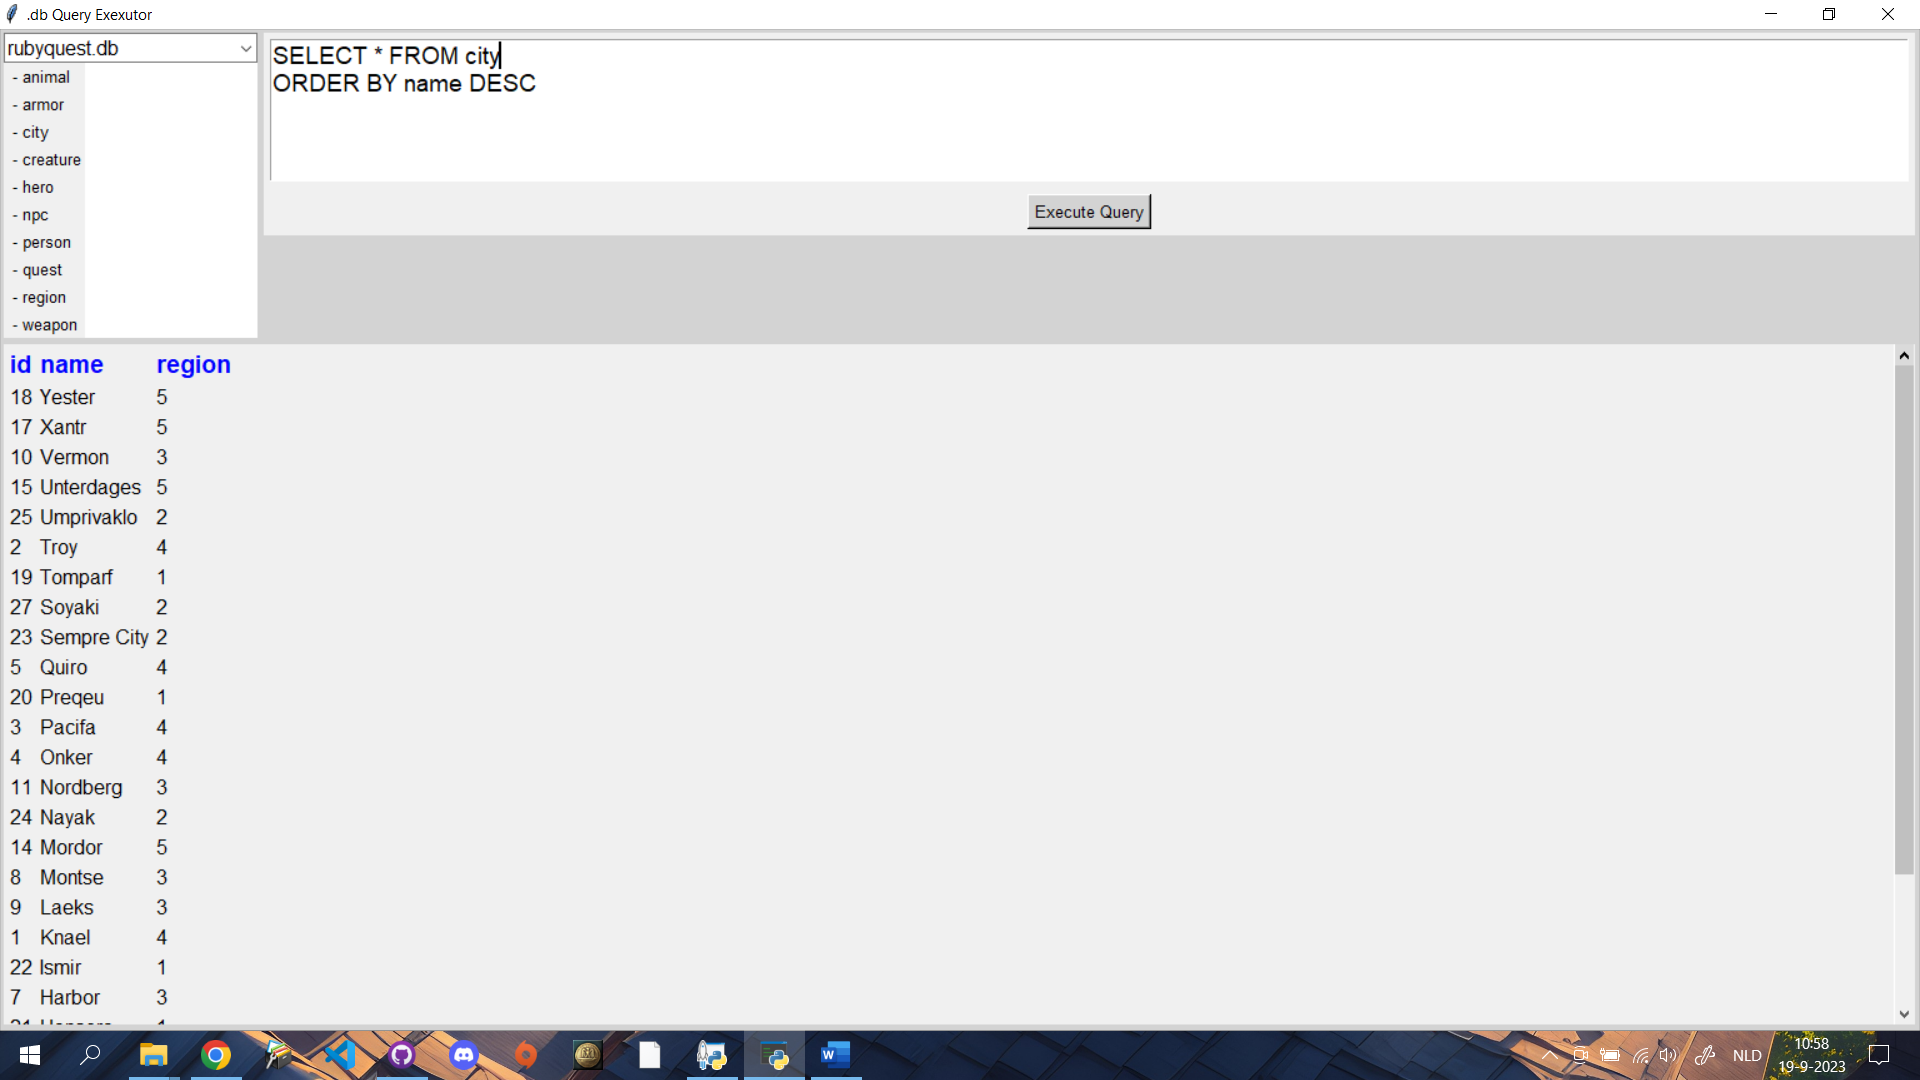 .db Query Exexutor
rubyquest.db
- animal
- armor
- city
- creature
- hero
- npc
- person
- quest
- region
- weapon
SELECT * FROM city
ORDER BY name DESC
Execute Query
id name region
18 Yester 5
17 Xantr 5
10 Vermon 3
15 Unterdages 5
25 Umprivaklo 2
2 Troy 4
19 Tomparf 1
27 Soyaki 2
23 Sempre City 2
5 Quiro 4
20 Preqeu 1
3 Pacifa 4
4 Onker 4
11 Nordberg 3
24 Nayak 2
14 Mordor 5
8 Montse 3
9 Laeks 3
1 Knael 4
22 Ismir 1
7 Harbor 3
NLD
10:58
19-9-2023